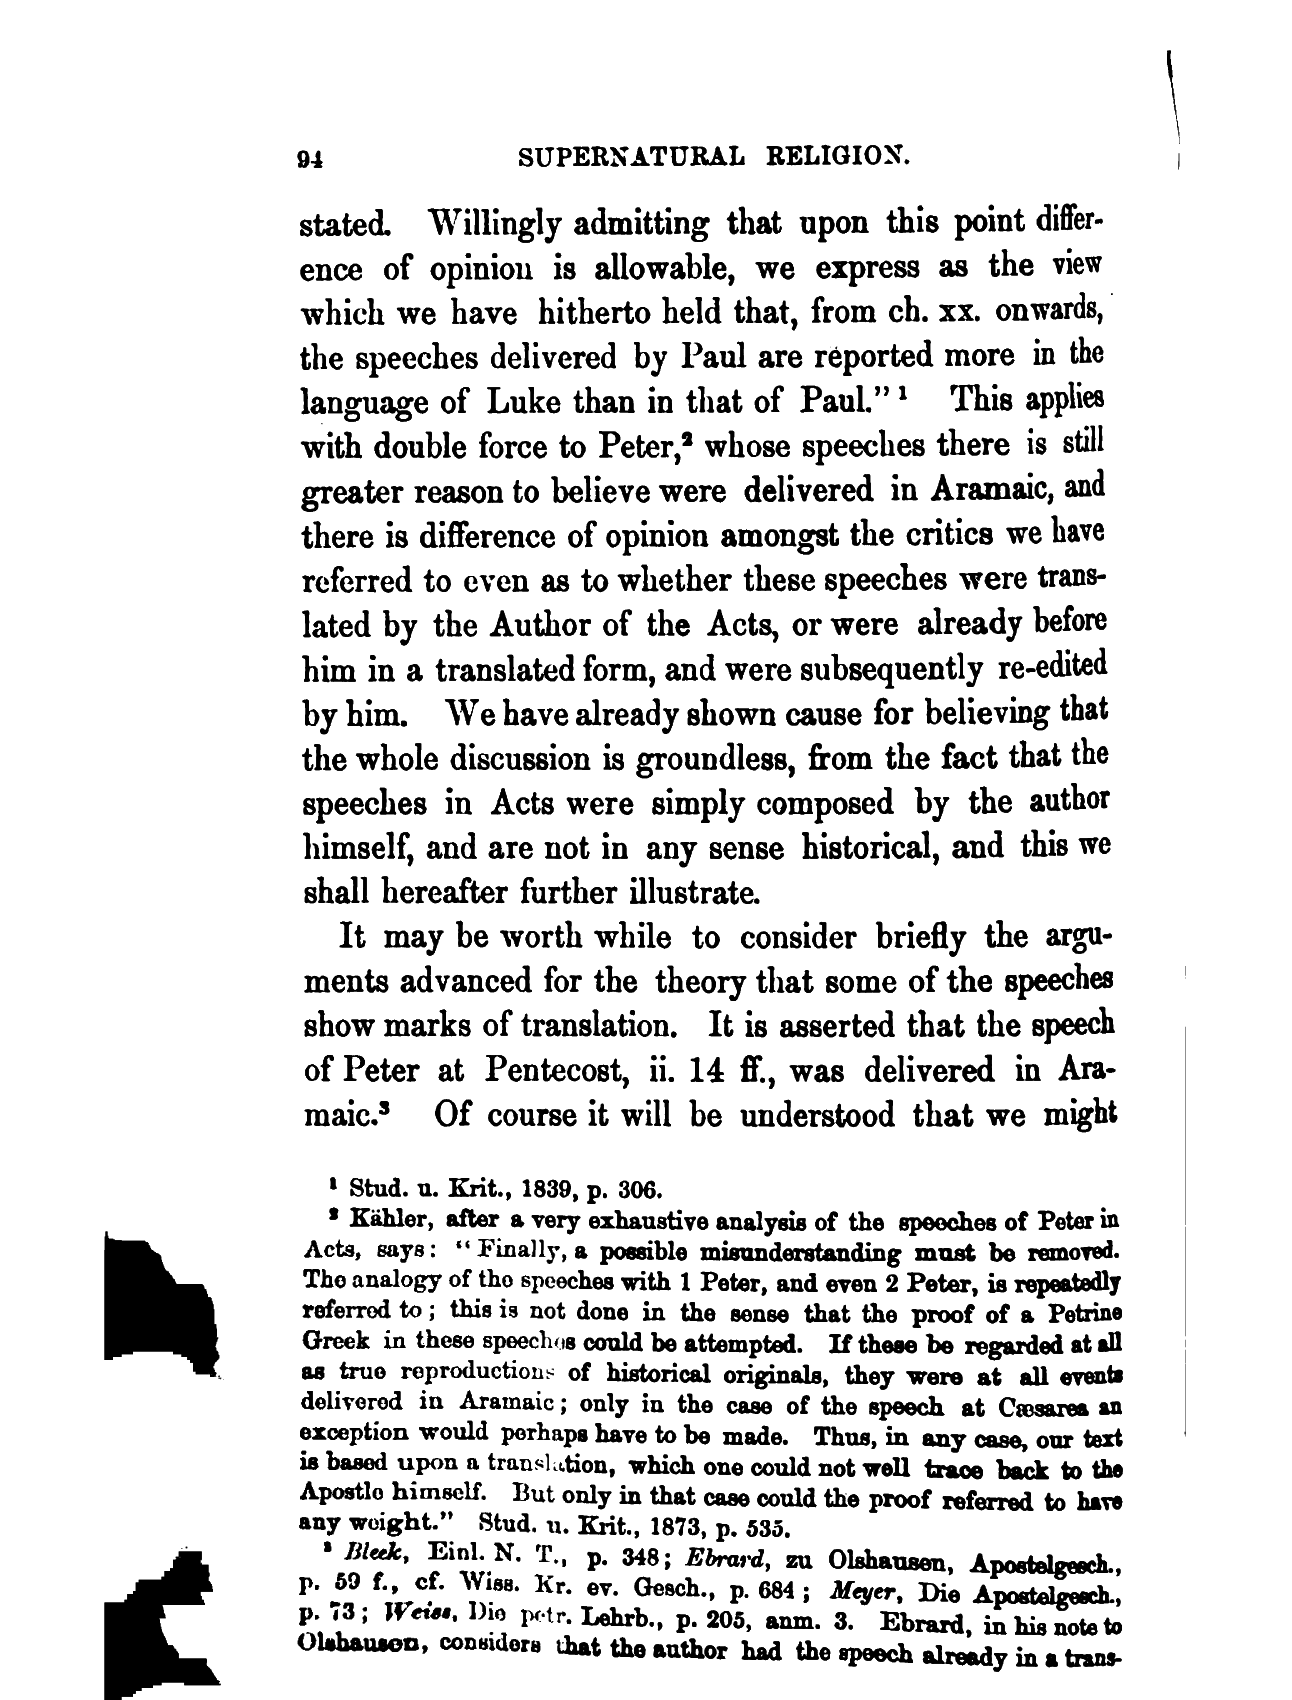 94 SUPERNATURAL RELIGION.
stated. Willingly admitting that upon this point differ-
ence of opinion is allowable, we express as the view
which we have hitherto held that, from ch. xx. onwards,
the speeches delivered by Paul are reported more in the
language of Luke than in that of Paul." ¹ This applies
with double force to Peter,² whose speeches there is still
greater reason to believe were delivered in Aramaic, and
there is difference of opinion amongst the critics we have
referred to even as to whether these speeches were trans-
lated by the Author of the Acts, or were already before
him in a translated form, and were subsequently re-edited
by him. We have already shown cause for believing that
the whole discussion is groundless, from the fact that the
speeches in Acts were simply composed by the author
himself, and are not in any sense historical, and this we
shall hereafter further illustrate.
It may be worth while to consider briefly the argu-
ments advanced for the theory that some of the speeches
show marks of translation. It is asserted that the speech
of Peter at Pentecost, ii. 14 ff., was delivered in Ara-
maic.³ Of course it will be understood that we might
¹ Stud. u. Krit., 1839, p. 306.
² Kähler, after a very exhaustive analysis of the speeches of Peter in
Acts, says: "Finally, a possible misunderstanding must be removed.
The analogy of the speeches with 1 Peter, and even 2 Peter, is repeatedly
referred to; this is not done in the sense that the proof of a Petrine
Greek in these speeches could be attempted. If these be regarded at all
as true reproductions of historical originals, they were at all events
delivered in Aramaic; only in the case of the speech at Cæsarea an
exception would perhaps have to be made. Thus, in any case, our text
is based upon a translation, which one could not well trace back to the
Apostle himself. But only in that case could the proof referred to have
any weight." Stud. u. Krit., 1873, p. 535.
³ Bleek, Einl. N. T., p. 348; Ebrard, zu Olshausen, Apostelgesch.,
p. 59 f., cf. Wiss. Kr. ev. Gesch., p. 684; Meyer, Die Apostelgesch.,
p. 73; Weiss, Die petr. Lehrb., p. 205, anm. 3. Ebrard, in his note to
Olshausen, considers that the author had the speech already in a trans-